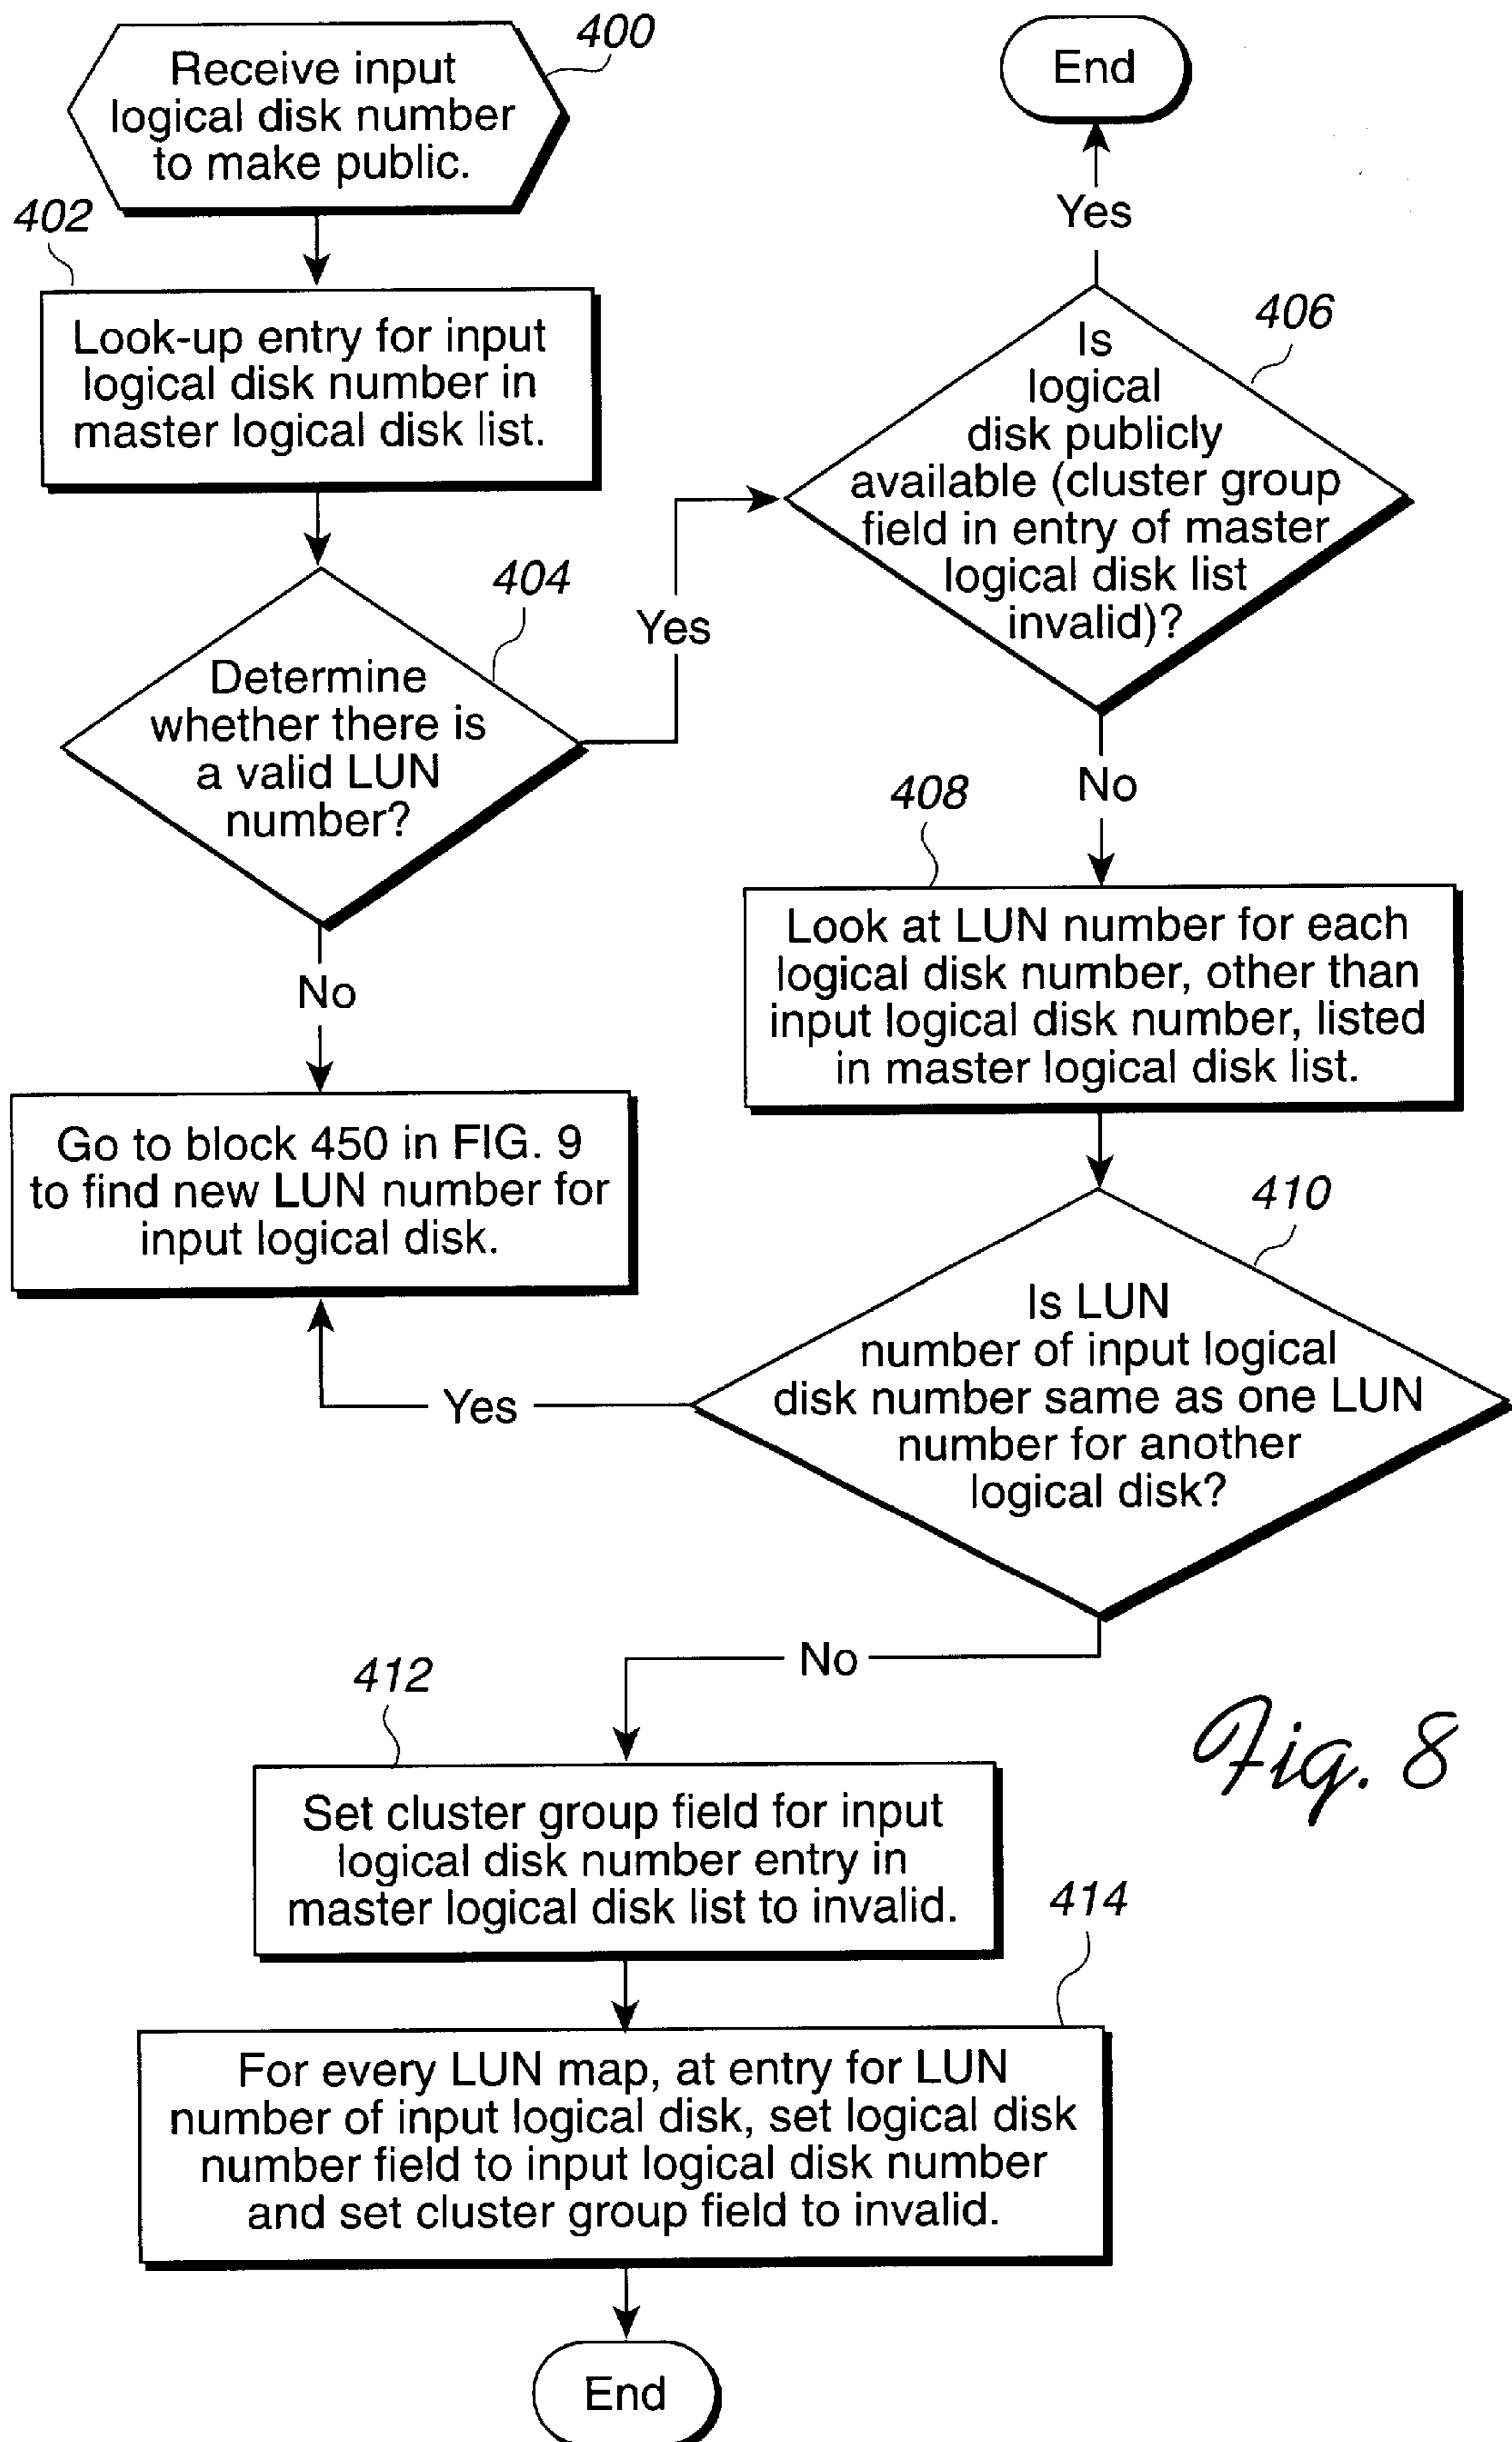 400
Receive input
logical disk number
to make public.
402
Look-up entry for input
logical disk number in
master logical disk list.
404
Determine
whether there is
a valid LUN
number?
Yes
No
Go to block 450 in FIG. 9
to find new LUN number for
input logical disk.
End
Yes
406
Is
logical
disk publicly
available (cluster group
field in entry of master
logical disk list
invalid)?
No
408
Look at LUN number for each
logical disk number, other than
input logical disk number, listed
in master logical disk list.
410
Is LUN
number of input logical
disk number same as one LUN
number for another
logical disk?
Yes
No
412
Set cluster group field for input
logical disk number entry in
master logical disk list to invalid.
414
For every LUN map, at entry for LUN
number of input logical disk, set logical disk
number field to input logical disk number
and set cluster group field to invalid.
End
Fig. 8